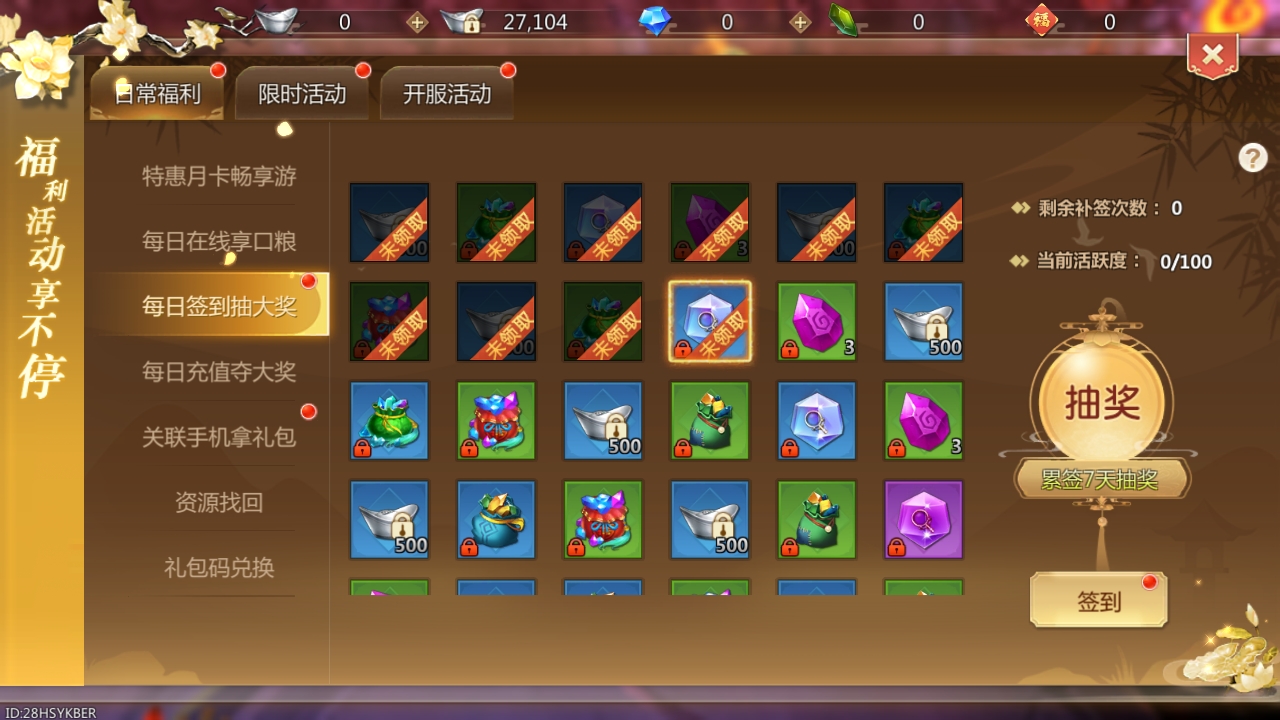 0
27,104
0
0
福
0
日常福利
限时活动
开服活动
福利活动享不停
特惠月卡畅享游
每日在线享口粮
每日签到抽大奖
每日充值夺大奖
关联手机拿礼包
资源找回
礼包码兑换
未领取
未领取
未领取
未领取 3
未领取
未领取
未领取
未领取
未领取
未领取
3
500
500
3
500
500
?
剩余补签次数： 0
当前活跃度： 0/100
抽奖
累签7天抽奖
签到
ID:28HSYKBER